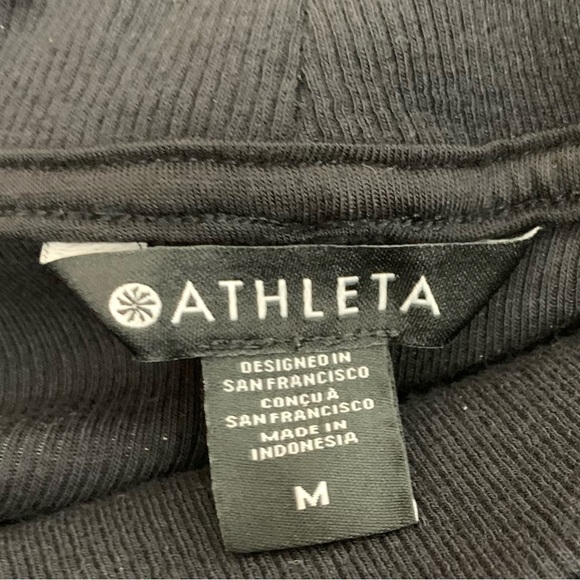 ATHLETA
DESIGNED IN
SAN FRANCISCO
CONÇU À
SAN FRANCISCO
MADE IN
INDONESIA
M